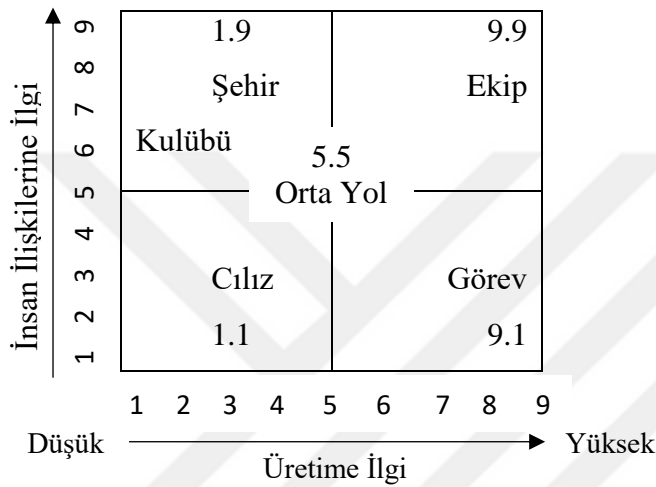 İnsan İlişkilerine İlgi
9
8
7
6
5
4
3
2
1
1.9
9.9
Şehir
Ekip
Kulübü
5.5
Orta Yol
Cılız
Görev
1.1
9.1
1 2 3 4 5 6 7 8 9
Düşük
Yüksek
Üretime İlgi